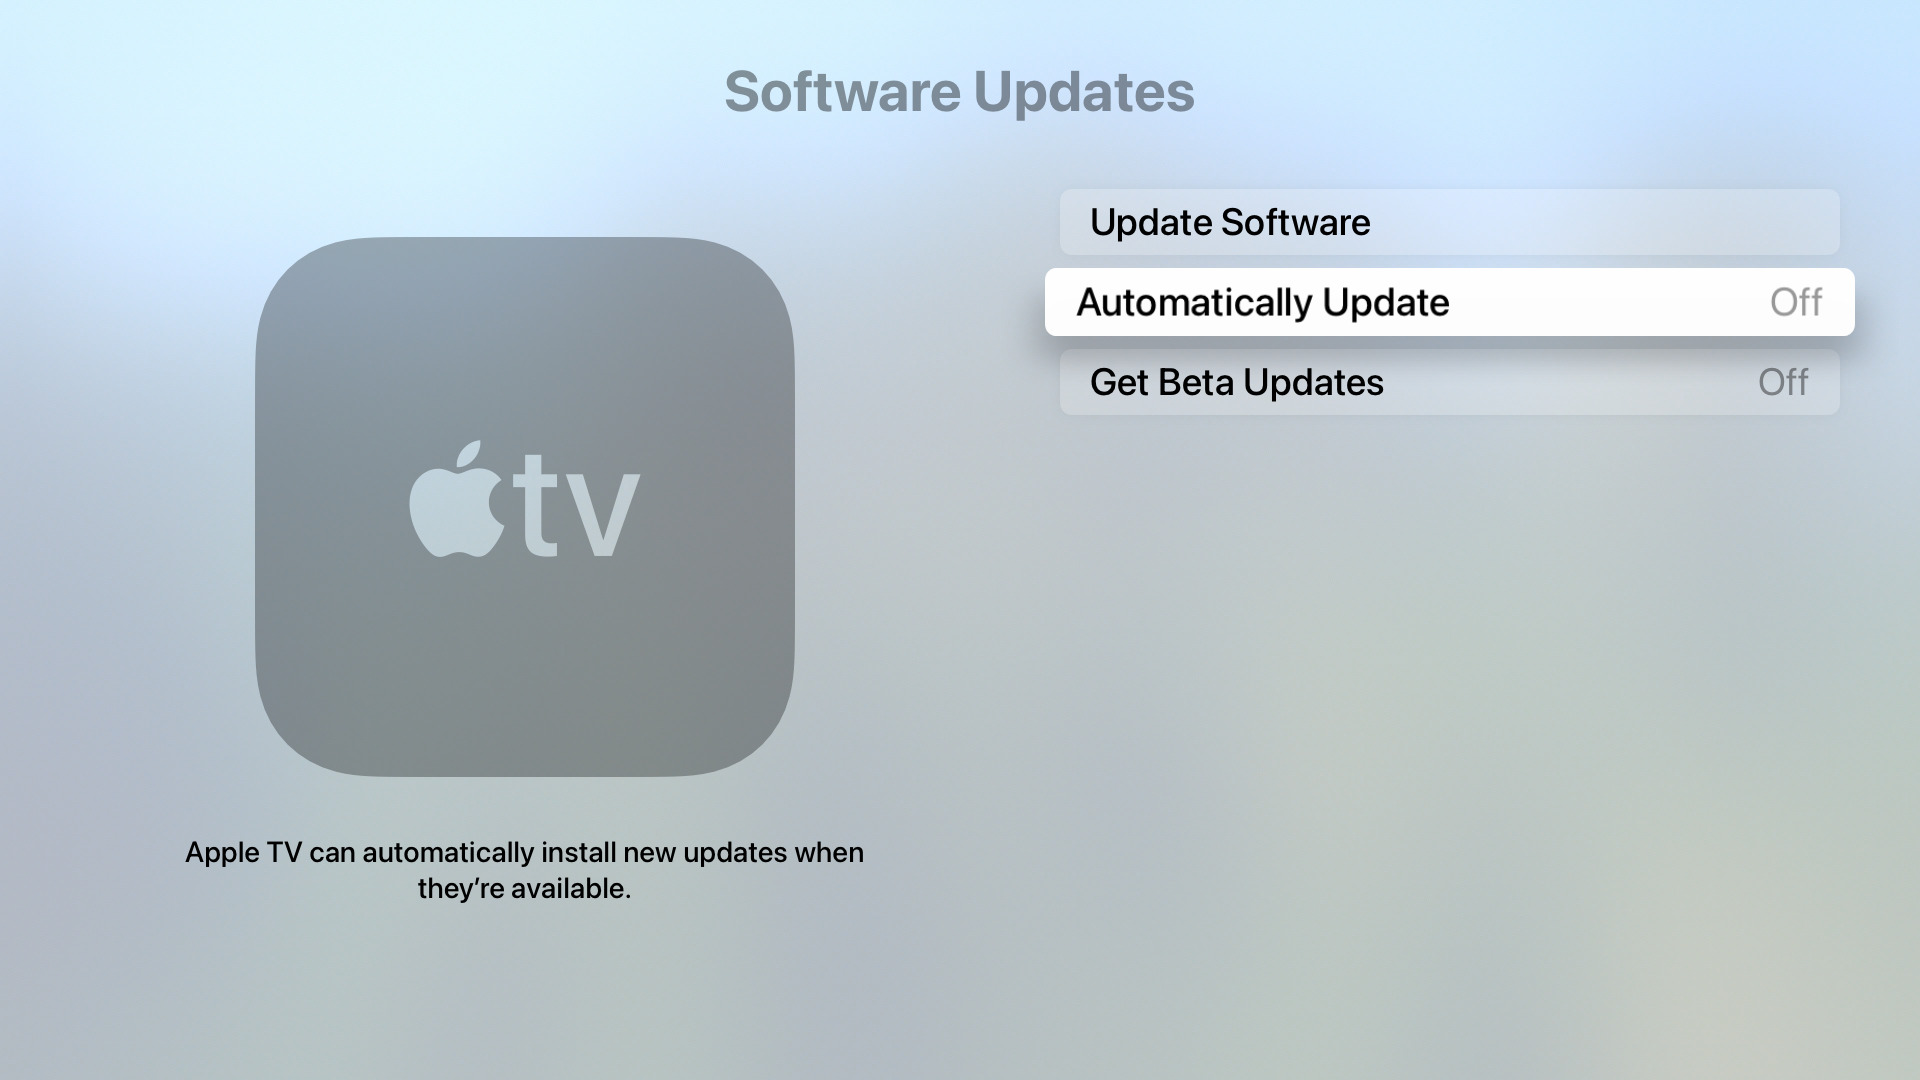 Software Updates
Update Software
Automatically Update Off
Get Beta Updates Off
tv
Apple TV can automatically install new updates when
they’re available.